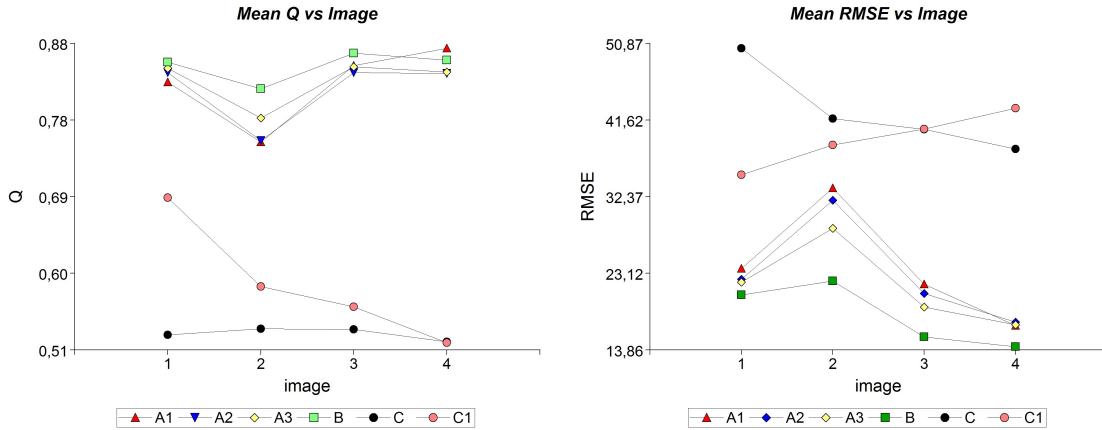 Mean Q vs Image
0,88
0,78
0,69
0,60
0,51
Q
1 2 3 4
image
A1 A2 A3 B C C1
Mean RMSE vs Image
50,87
41,62
32,37
23,12
13,86
RMSE
1 2 3 4
image
A1 A2 A3 B C C1